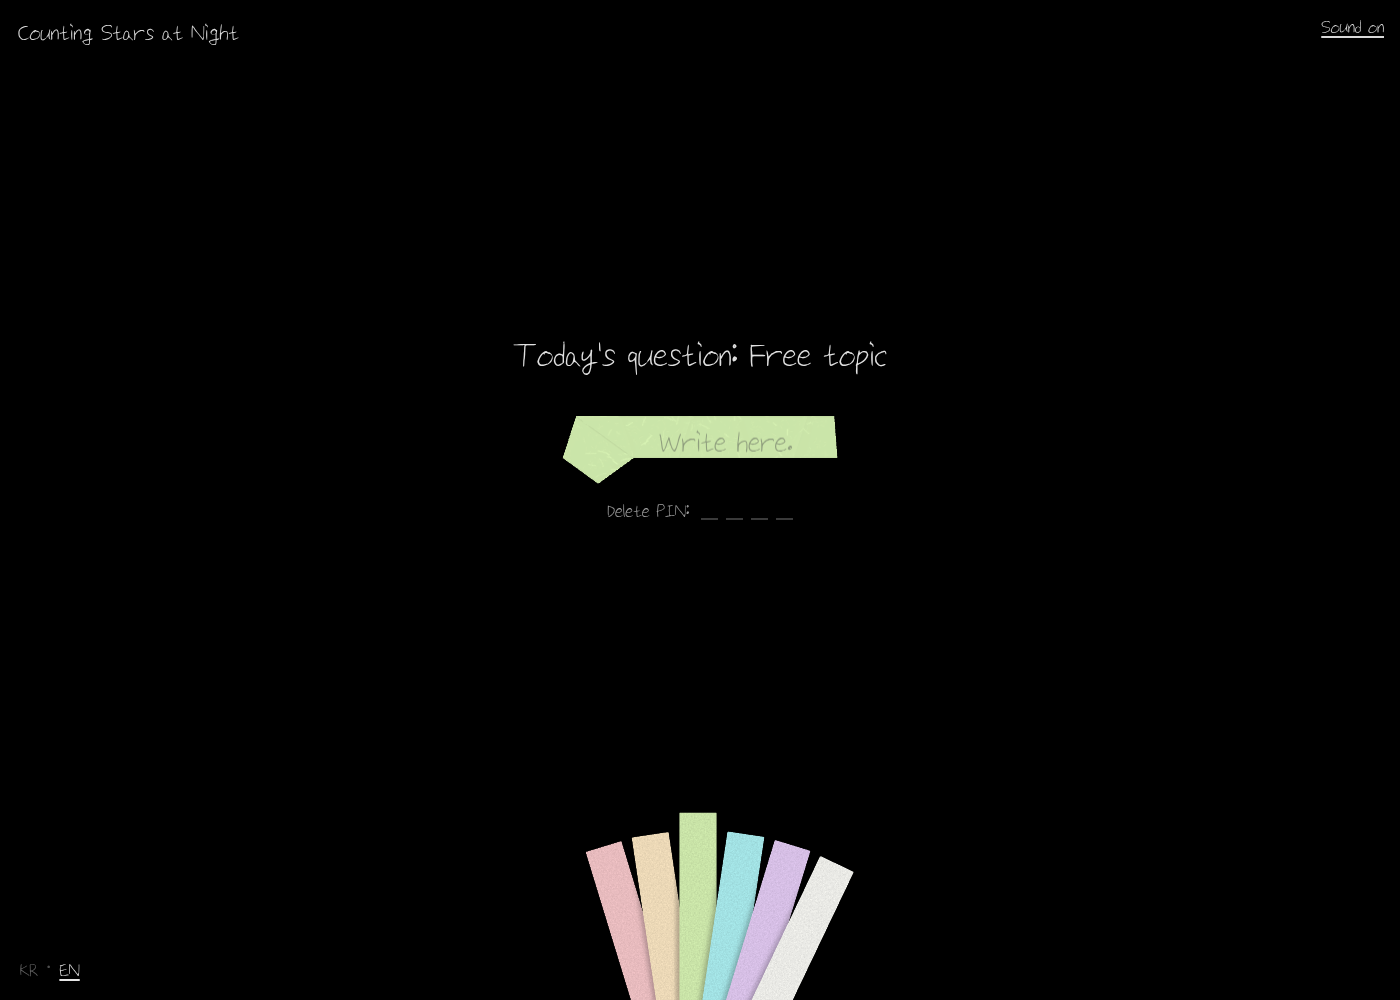 Counting Stars at Night
Sound on
Today's question: Free topic
Write here.
Delete PIN: _ _ _ _
KR · EN